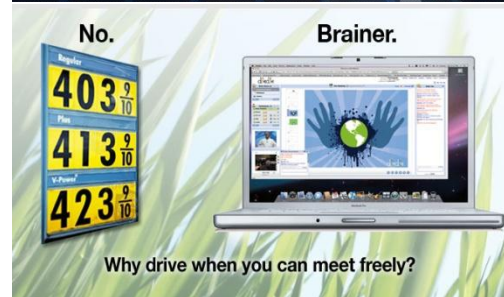 No.
Brainer.
Regular
403 9/10
Plus
413 9/10
V-Power
423 9/10
Why drive when you can meet freely?